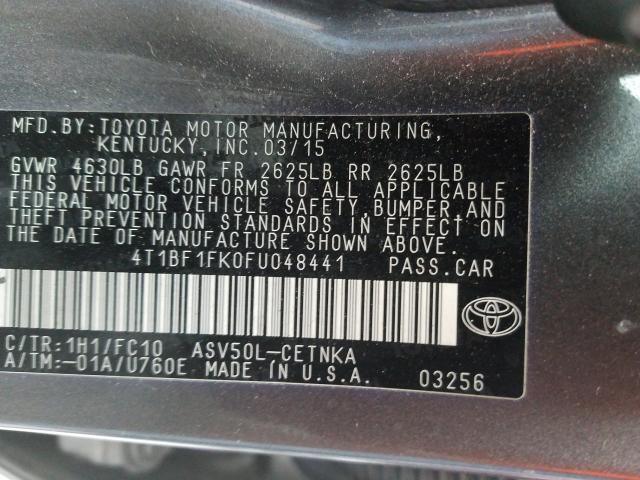 MFD.BY:TOYOTA MOTOR MANUFACTURING,
KENTUCKY,INC.03/15
GVWR 4630LB GAWR FR 2625LB RR 2625LB
THIS VEHICLE CONFORMS TO ALL APPLICABLE
FEDERAL MOTOR VEHICLE SAFETY,BUMPER,AND
THEFT PREVENTION STANDARDS IN EFFECT ON
THE DATE OF MANUFACTURE SHOWN ABOVE.
4T1BF1FK0FU048441 PASS.CAR
C/TR:1H1/FC10 ASV50L-CETNKA
A/TM:-01A/U760E MADE IN U.S.A. 03256